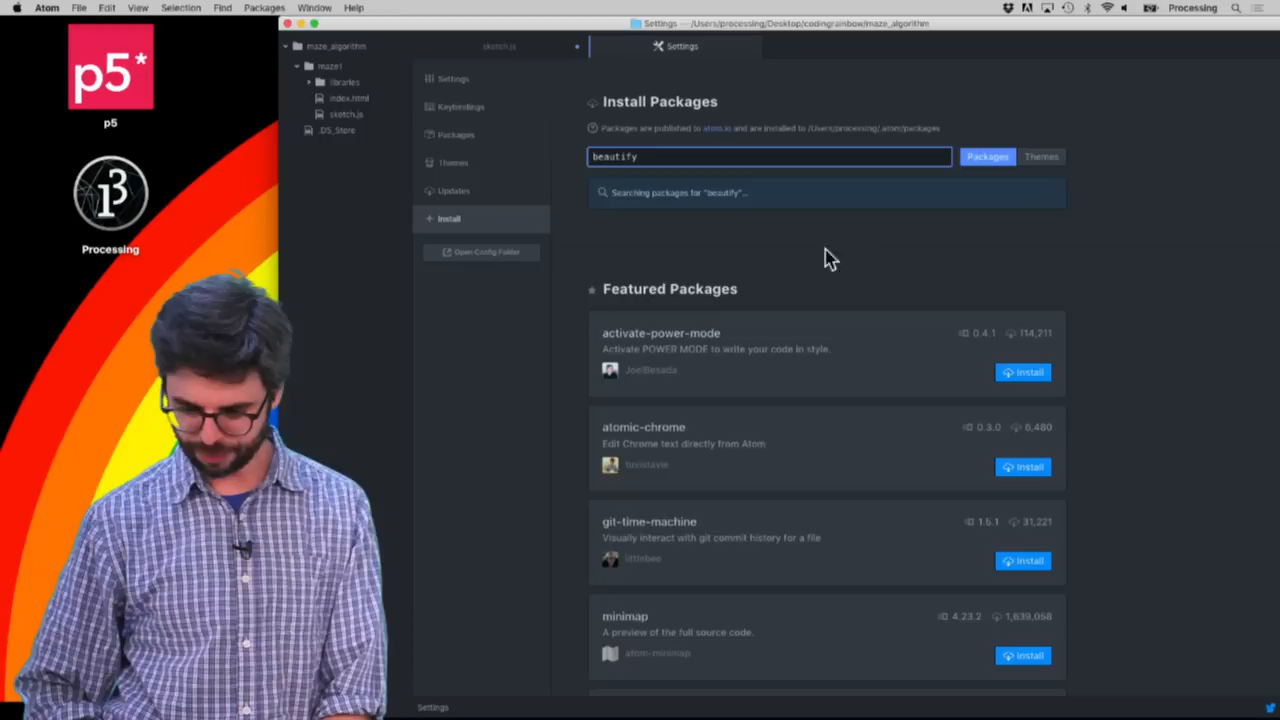 Atom File Edit View Selection Find Packages Window Help Processing
Settings — /Users/processing/Desktop/codingrainbow/maze_algorithm
maze_algorithm
maze1
libraries
index.html
sketch.js
.DS_Store
sketch.js
Settings
p5*
p5
Processing
Settings
Keybindings
Packages
Themes
Updates
+ Install
Open Config Folder
Install Packages
Packages are published to atom.io and are installed to /Users/processing/.atom/packages
beautify
Packages Themes
Searching packages for "beautify"...
Featured Packages
activate-power-mode 0.4.1 114,211
Activate POWER MODE to write your code in style.
JoelBesada Install
atomic-chrome 0.3.0 6,480
Edit Chrome text directly from Atom
tuvistavie Install
git-time-machine 1.5.1 31,221
Visually interact with git commit history for a file
littlebee Install
minimap 4.23.2 1,639,058
A preview of the full source code.
atom-minimap Install
Settings